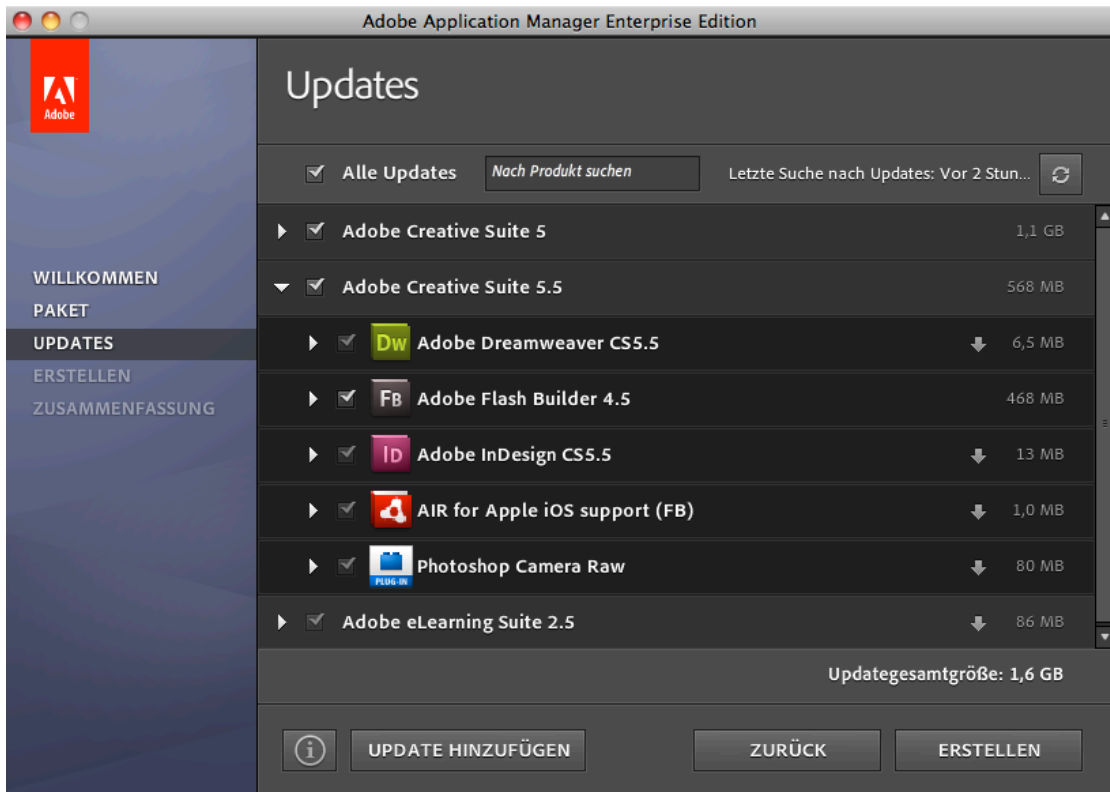 Adobe Application Manager Enterprise Edition
Adobe
Updates
Alle Updates
Nach Produkt suchen
Letzte Suche nach Updates: Vor 2 Stun...
Adobe Creative Suite 5 1,1 GB
WILLKOMMEN
PAKET
UPDATES
ERSTELLEN
ZUSAMMENFASSUNG
Adobe Creative Suite 5.5 568 MB
Dw Adobe Dreamweaver CS5.5 6,5 MB
FB Adobe Flash Builder 4.5 468 MB
ID Adobe InDesign CS5.5 13 MB
AIR for Apple iOS support (FB) 1,0 MB
PLUG-IN Photoshop Camera Raw 80 MB
Adobe eLearning Suite 2.5 86 MB
Updategesamtgröße: 1,6 GB
i
UPDATE HINZUFÜGEN
ZURÜCK
ERSTELLEN